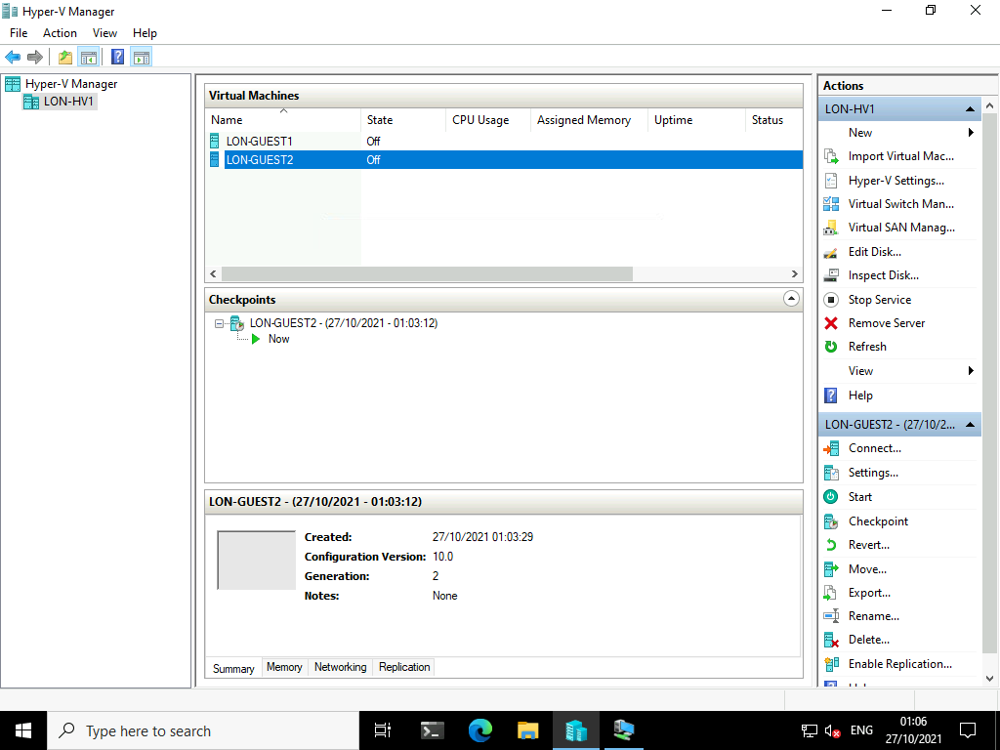 Hyper-V Manager
File Action View Help
Hyper-V Manager
LON-HV1
Virtual Machines
Name State CPU Usage Assigned Memory Uptime Status
LON-GUEST1 Off
LON-GUEST2 Off
Checkpoints
LON-GUEST2 - (27/10/2021 - 01:03:12)
Now
LON-GUEST2 - (27/10/2021 - 01:03:12)
Created: 27/10/2021 01:03:29
Configuration Version: 10.0
Generation: 2
Notes: None
Summary Memory Networking Replication
Actions
LON-HV1
New
Import Virtual Mac...
Hyper-V Settings...
Virtual Switch Man...
Virtual SAN Manag...
Edit Disk...
Inspect Disk...
Stop Service
Remove Server
Refresh
View
Help
LON-GUEST2 - (27/10/2...
Connect...
Settings...
Start
Checkpoint
Revert...
Move...
Export...
Rename...
Delete...
Enable Replication...
Type here to search
ENG
01:06
27/10/2021